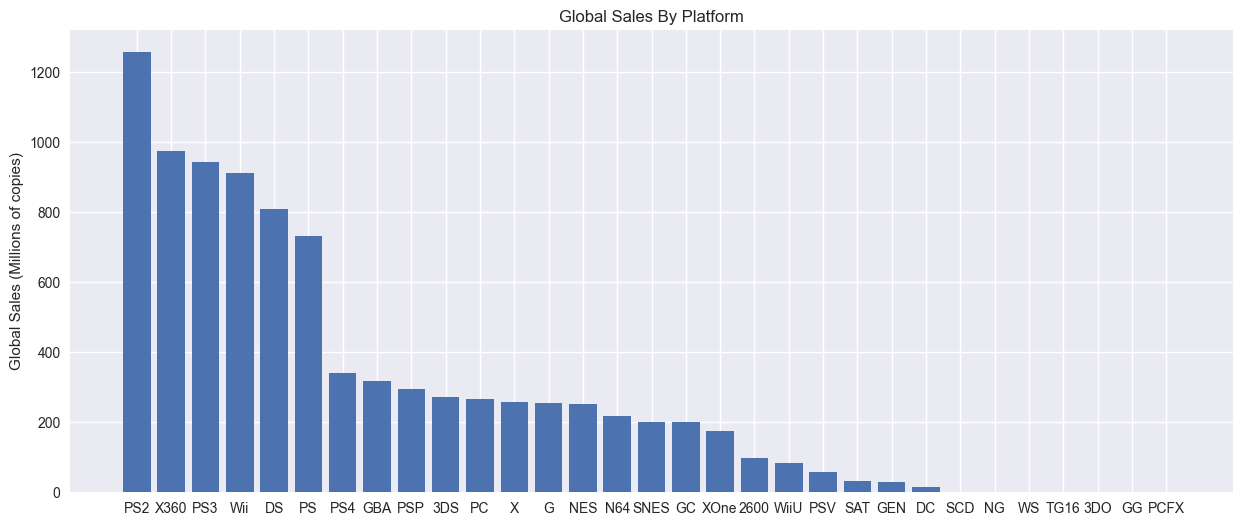 Global Sales By Platform
Global Sales (Millions of copies)
1200
1000
800
600
400
200
0
PS2 X360 PS3 Wii DS PS PS4 GBA PSP 3DS PC X G NES N64 SNES GC XOne 2600 WiiU PSV SAT GEN DC SCD NG WS TG16 3DO GG PCFX